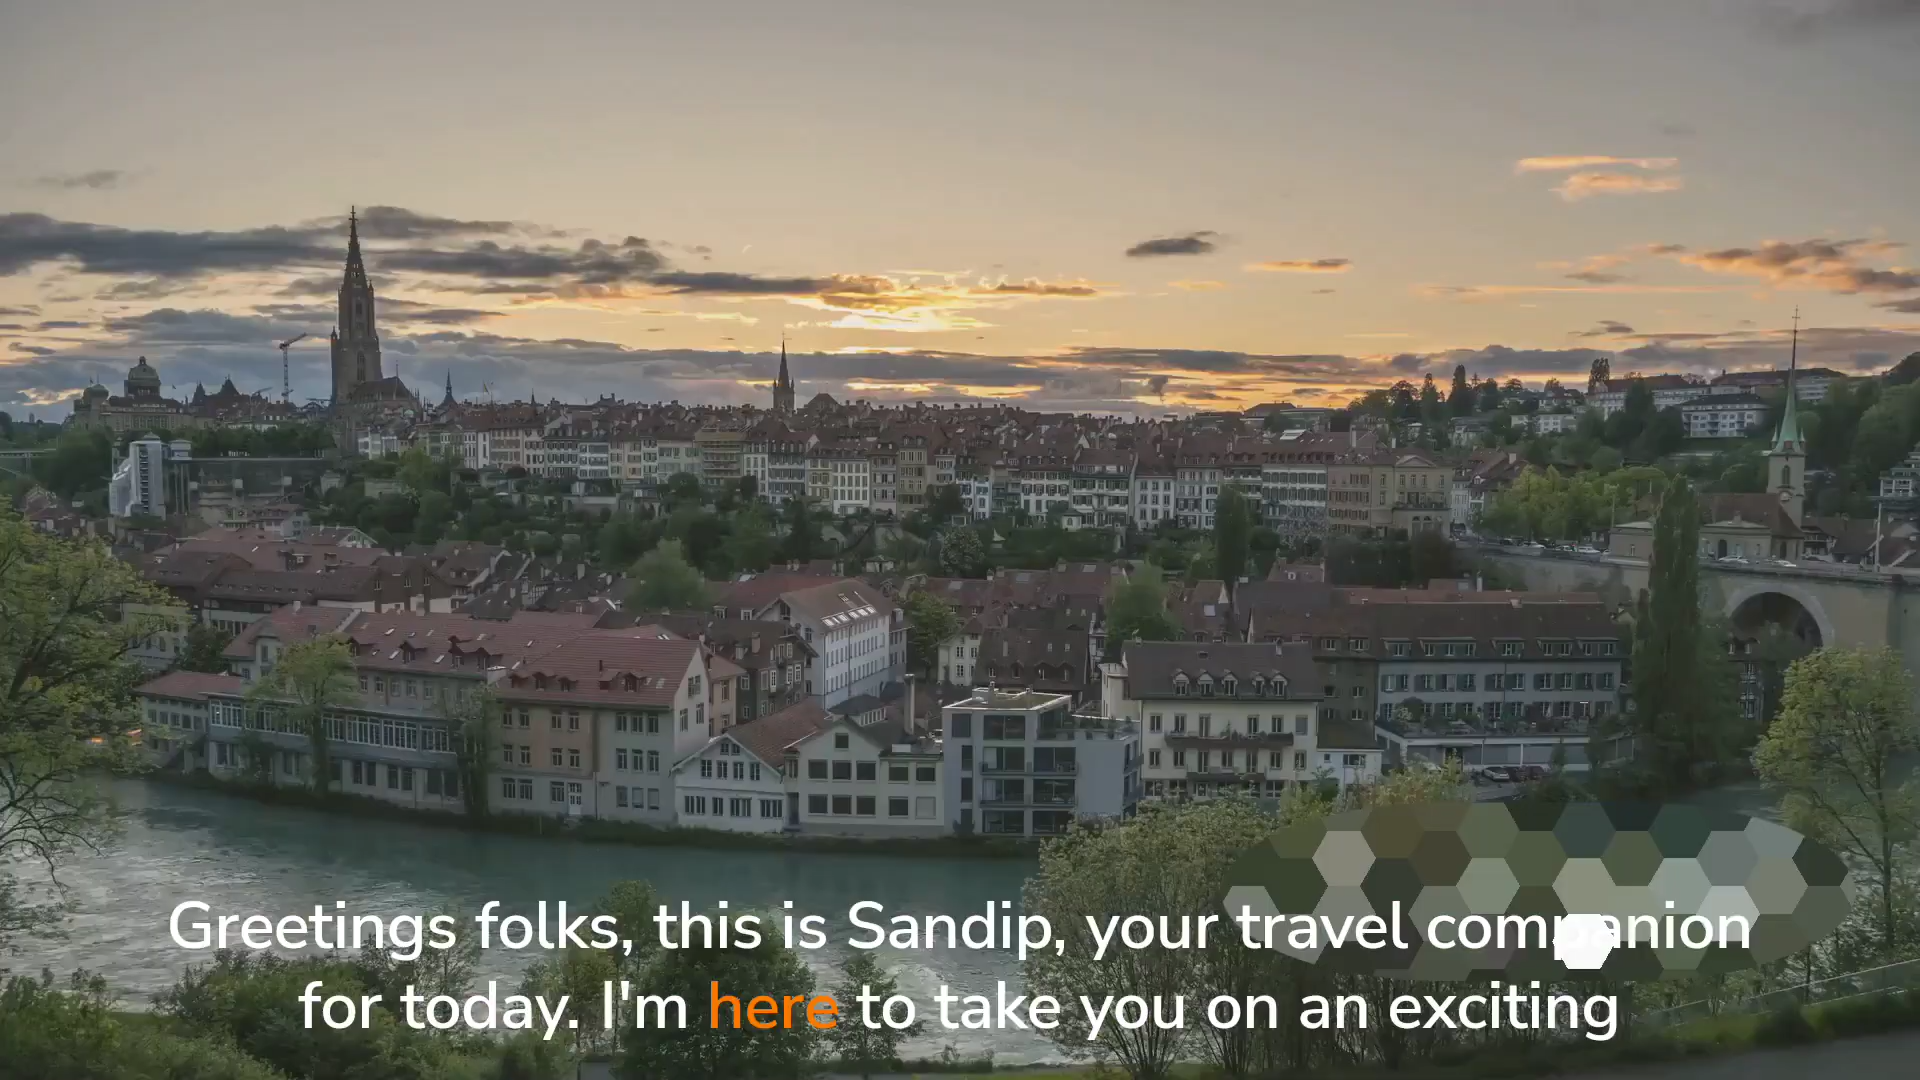 Greetings folks, this is Sandip, your travel companion
for today. I'm here to take you on an exciting